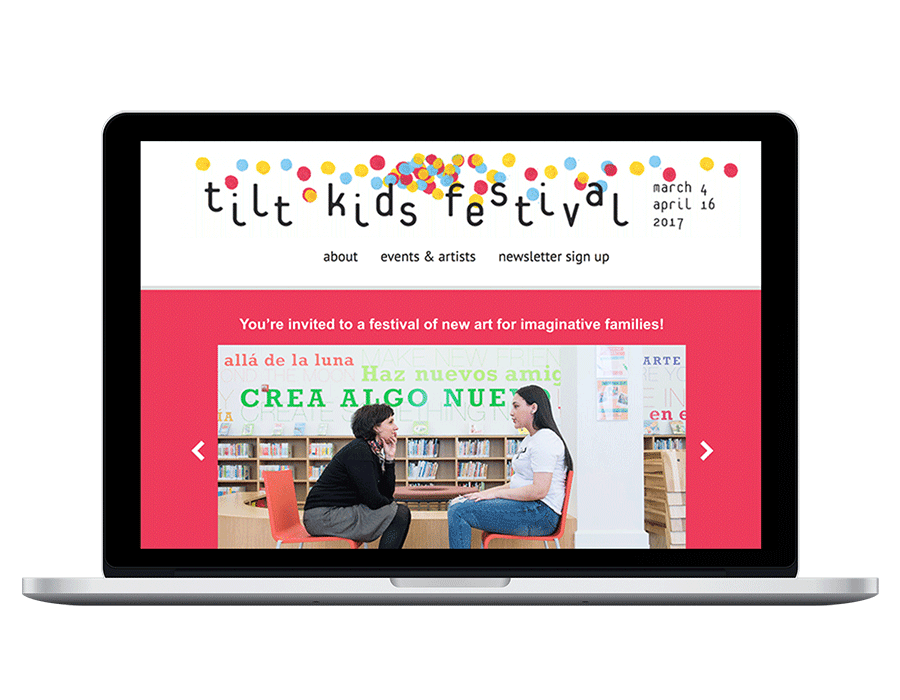 tilt kids festival
march 4
april 16
2017
about events & artists newsletter sign up
You're invited to a festival of new art for imaginative families!
allá de la luna
MAKE NEW FRIEN
Haz nuevos amig
ARTE
CREA ALGO NUEVO
CREATE SOMETHING
en e